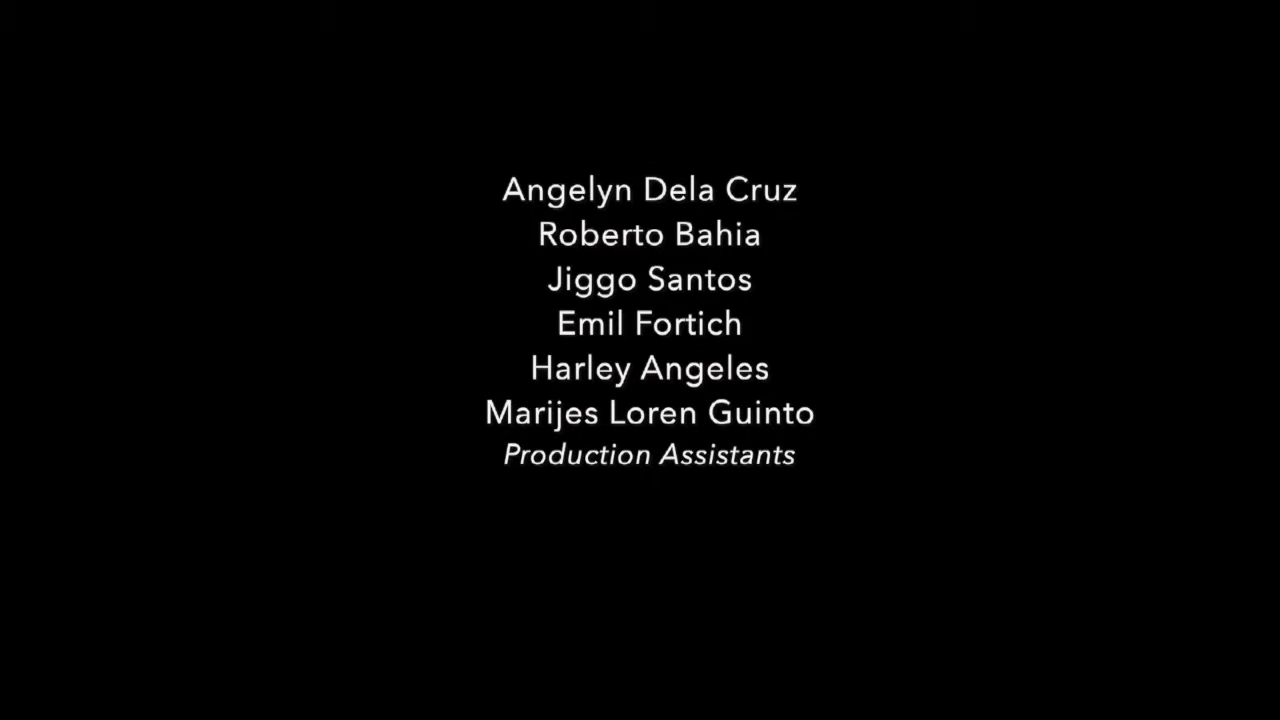 Angelyn Dela Cruz
Roberto Bahia
Jiggo Santos
Emil Fortich
Harley Angeles
Marijes Loren Guinto
Production Assistants